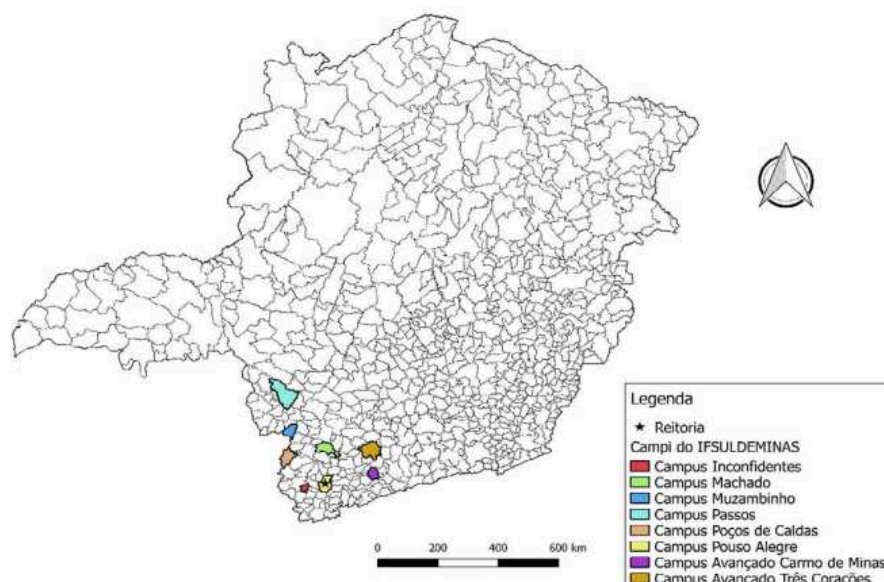 Legenda
Reitoria
Campi do IFSULDEMINAS
Campus Inconfidentes
Campus Machado
Campus Muzambinho
Campus Passos
Campus Poços de Caldas
Campus Pouso Alegre
Campus Avançado Carmo de Minas
Campus Avançado Três Corações
0 200 400 600 km